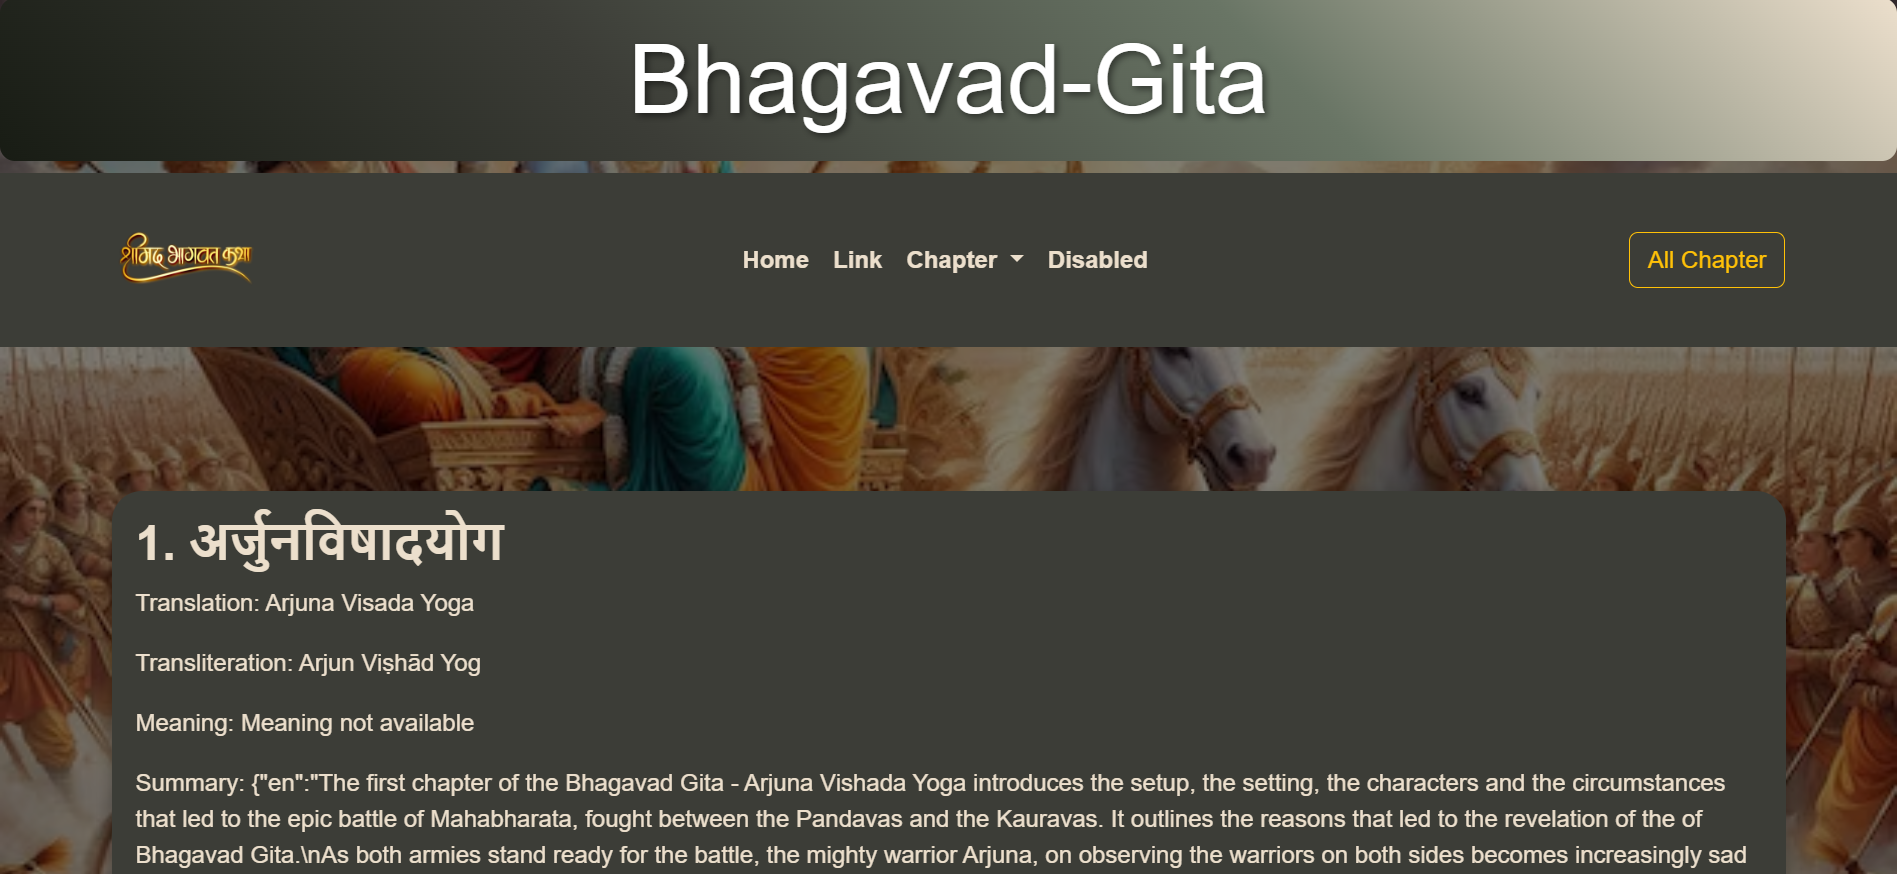 Bhagavad-Gita
श्रीमद भागवत कथा
Home Link Chapter Disabled
All Chapter
1. अर्जुनविषादयोग
Translation: Arjuna Visada Yoga
Transliteration: Arjun Viṣhād Yog
Meaning: Meaning not available
Summary: {"en":"The first chapter of the Bhagavad Gita - Arjuna Vishada Yoga introduces the setup, the setting, the characters and the circumstances
that led to the epic battle of Mahabharata, fought between the Pandavas and the Kauravas. It outlines the reasons that led to the revelation of the of
Bhagavad Gita.\nAs both armies stand ready for the battle, the mighty warrior Arjuna, on observing the warriors on both sides becomes increasingly sad